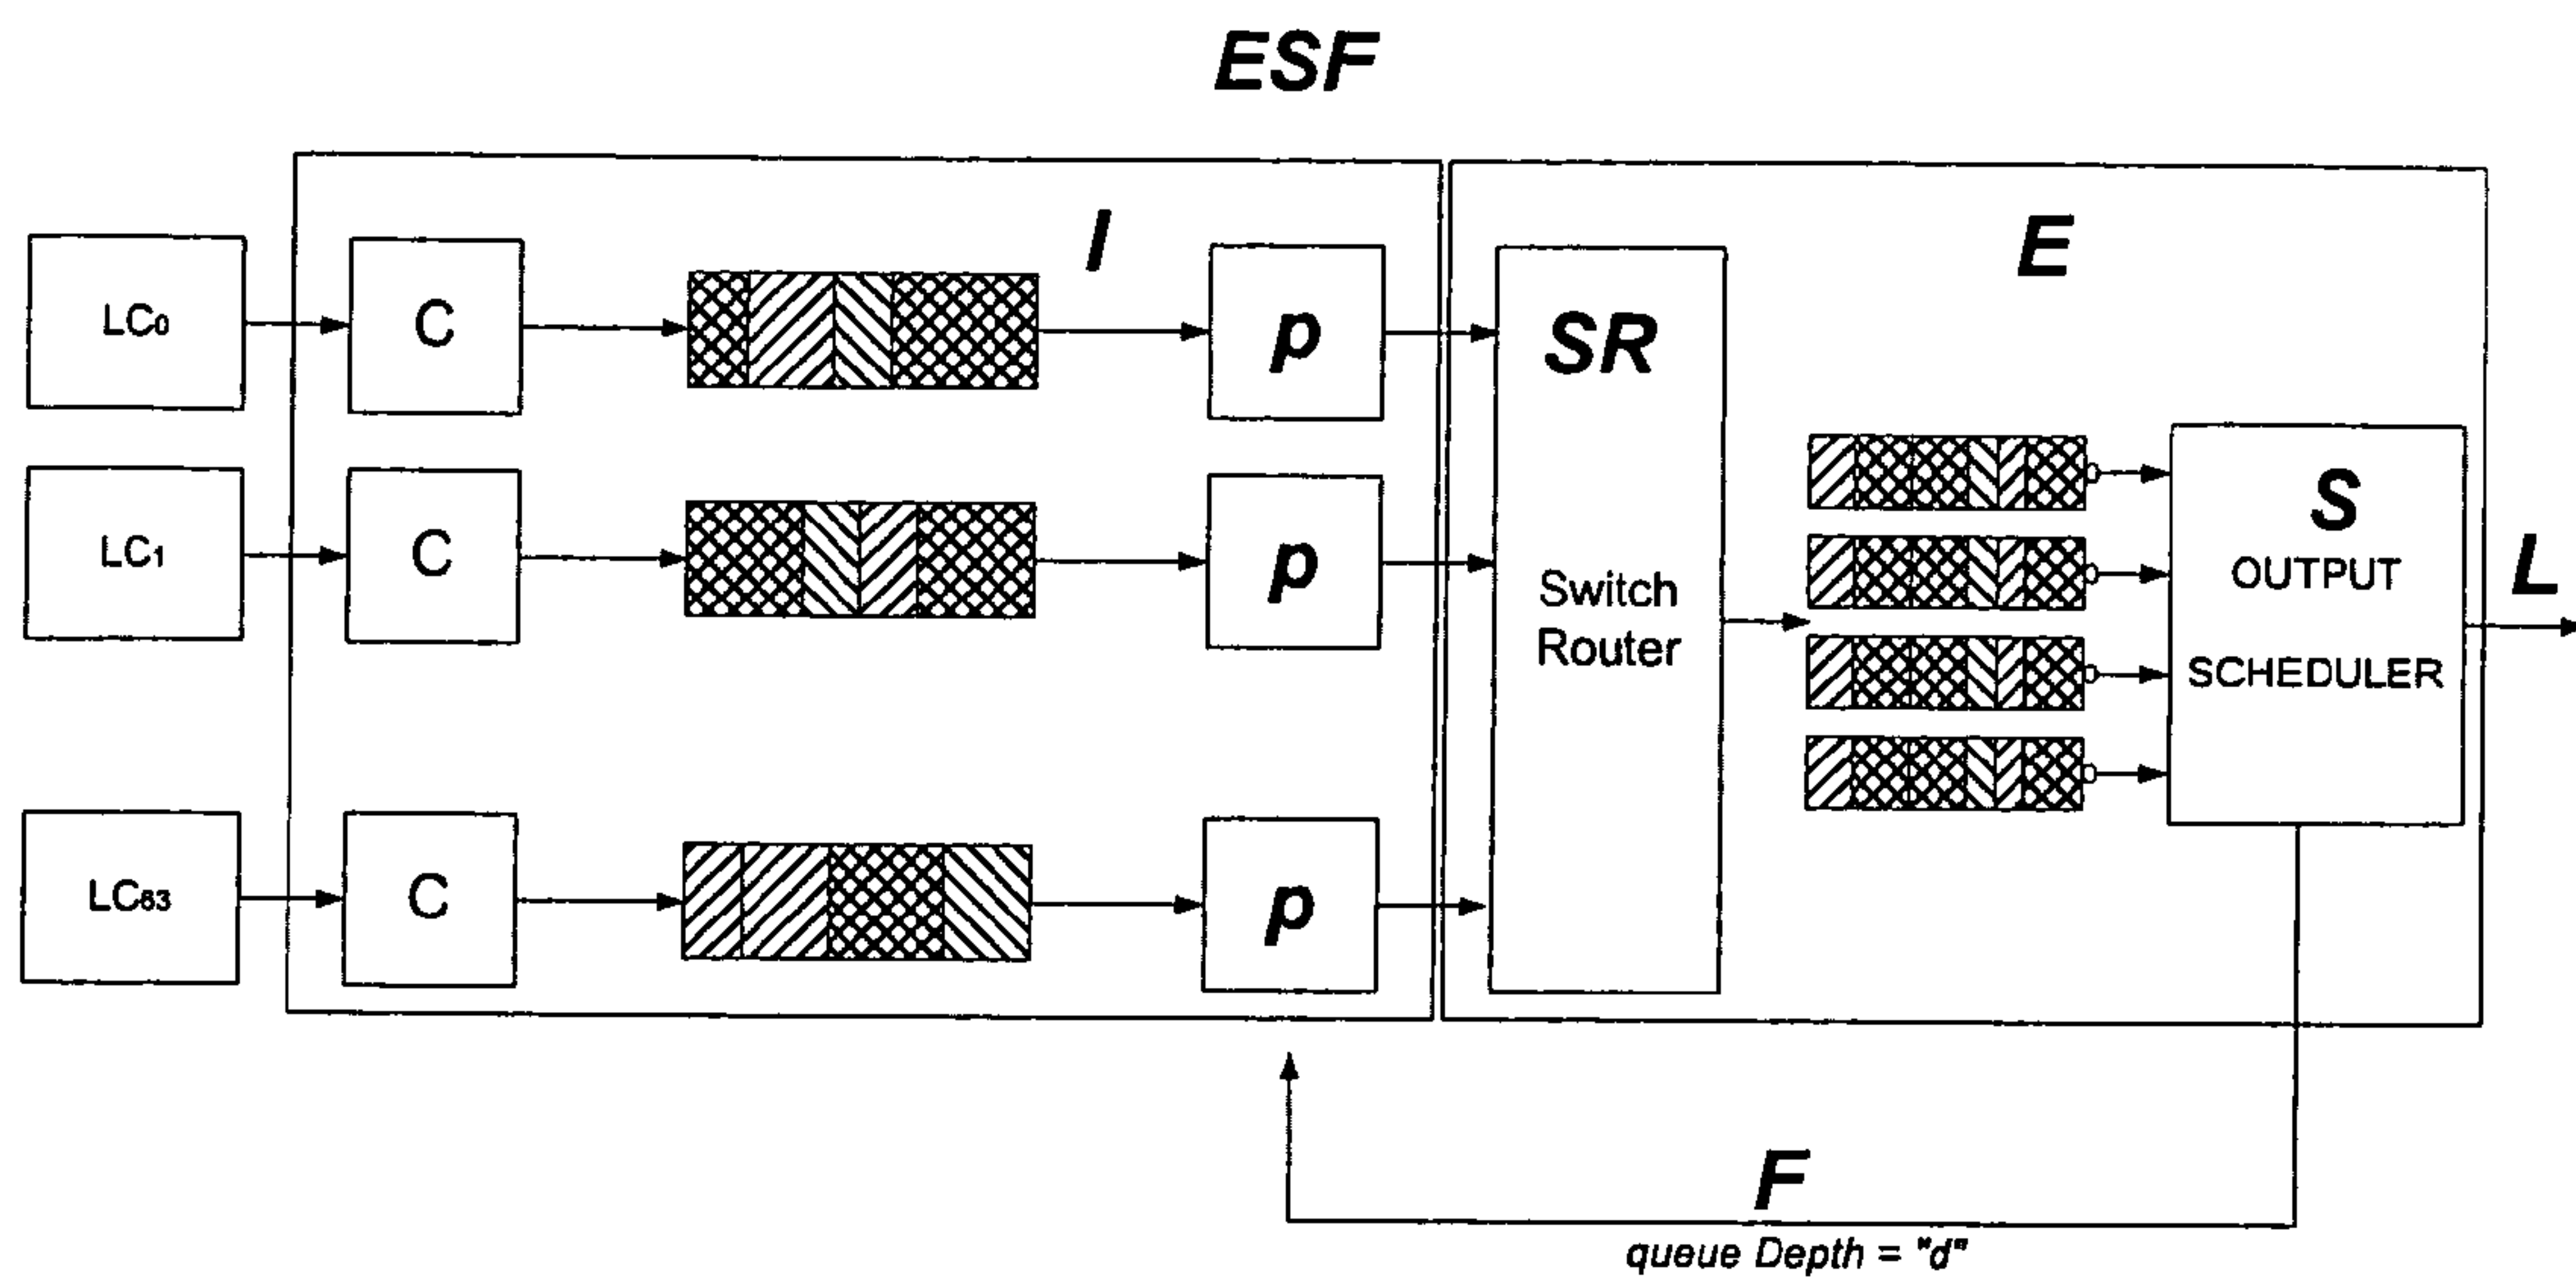 ESF
I
E
LC0
C
p
SR
LC1
C
p
Switch
Router
S
OUTPUT
SCHEDULER
L
LC63
C
p
F
queue Depth = "d"